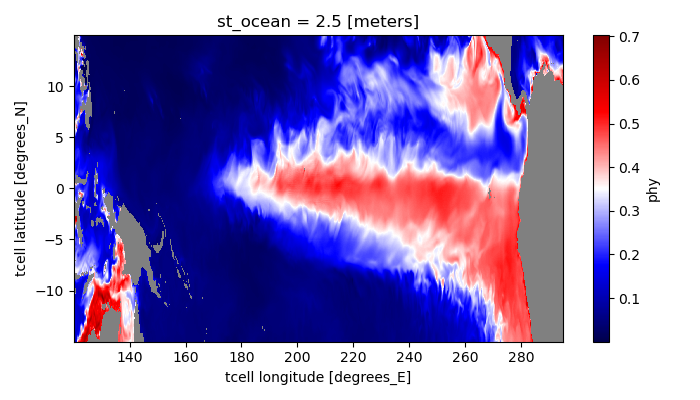 st_ocean = 2.5 [meters]
10
5
0
−5
−10
tcell latitude [degrees_N]
140 160 180 200 220 240 260 280
tcell longitude [degrees_E]
0.7
0.6
0.5
0.4
0.3
0.2
0.1
phy